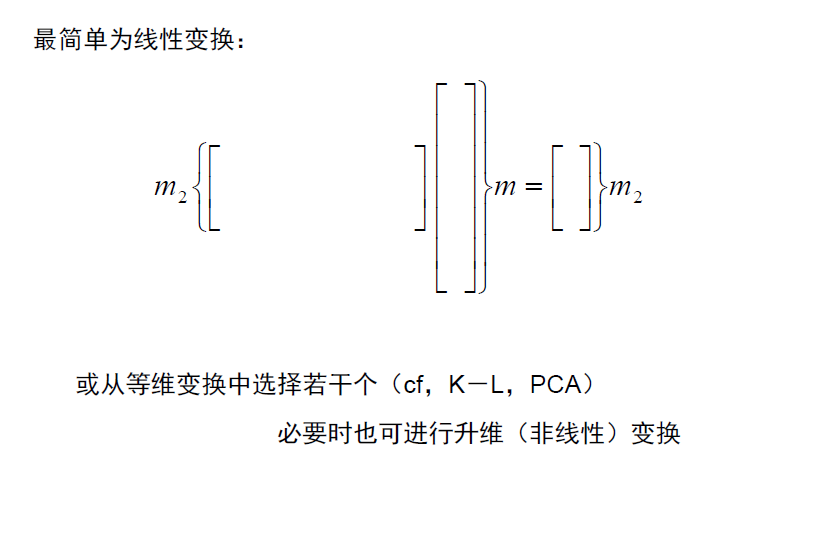 最简单为线性变换：
m₂{[ ][ ]}m=[ ]}m₂
或从等维变换中选择若干个（cf，K－L，PCA）
必要时也可进行升维（非线性）变换